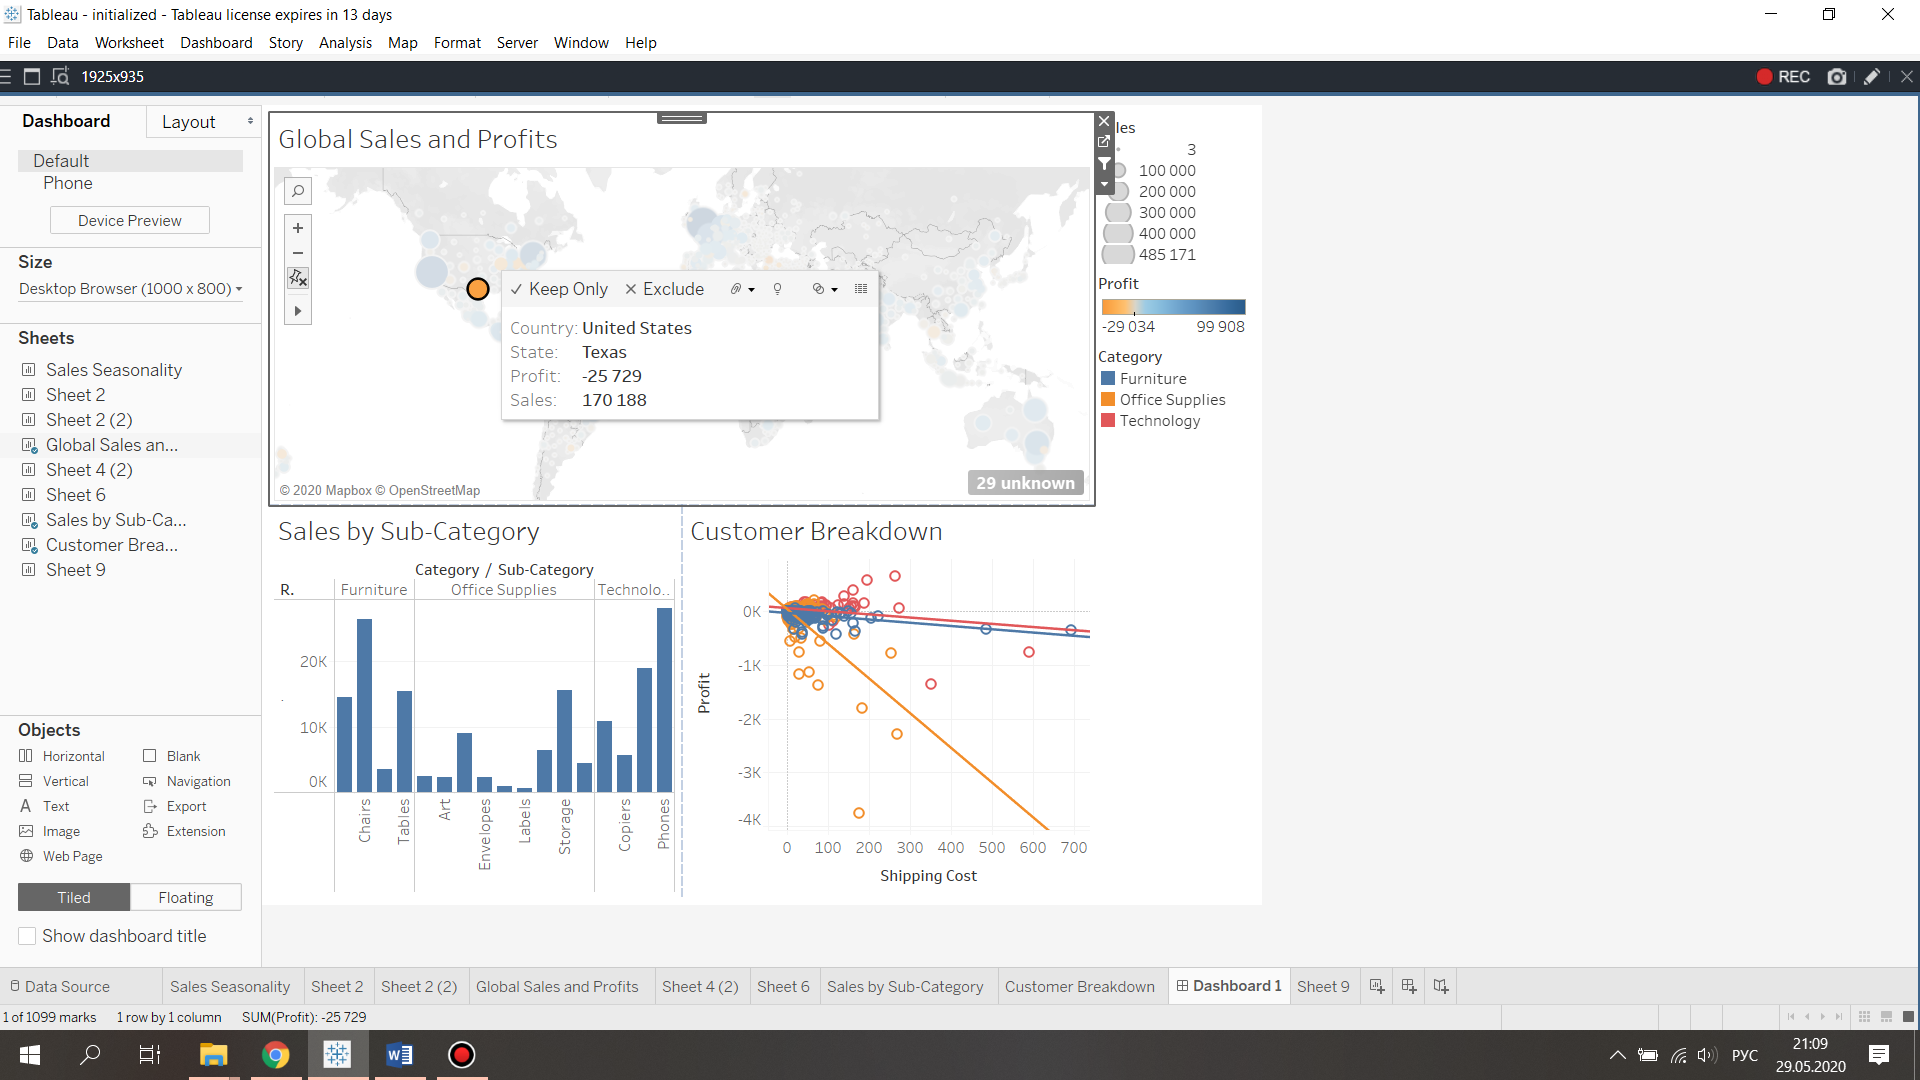 Tableau - initialized - Tableau license expires in 13 days
File Data Worksheet Dashboard Story Analysis Map Format Server Window Help
1925x935
REC
Dashboard
Layout
Default
Phone
Device Preview
Size
Desktop Browser (1000 x 800)
Sheets
Sales Seasonality
Sheet 2
Sheet 2 (2)
Global Sales an...
Sheet 4 (2)
Sheet 6
Sales by Sub-Ca...
Customer Brea...
Sheet 9
Objects
Horizontal
Blank
Vertical
Navigation
Text
Export
Image
Extension
Web Page
Tiled
Floating
Show dashboard title
Global Sales and Profits
Keep Only
Exclude
Country: United States
State: Texas
Profit: -25 729
Sales: 170 188
© 2020 Mapbox © OpenStreetMap
29 unknown
les
3
100 000
200 000
300 000
400 000
485 171
Profit
-29 034
99 908
Category
Furniture
Office Supplies
Technology
Sales by Sub-Category
Category / Sub-Category
R.
Furniture
Office Supplies
Technolo..
20K
10K
0K
Chairs
Tables
Art
Envelopes
Labels
Storage
Copiers
Phones
Customer Breakdown
Profit
0K
-1K
-2K
-3K
-4K
0 100 200 300 400 500 600 700
Shipping Cost
Data Source
Sales Seasonality
Sheet 2
Sheet 2 (2)
Global Sales and Profits
Sheet 4 (2)
Sheet 6
Sales by Sub-Category
Customer Breakdown
Dashboard 1
Sheet 9
1 of 1099 marks
1 row by 1 column
SUM(Profit): -25 729
РУС
21:09
29.05.2020